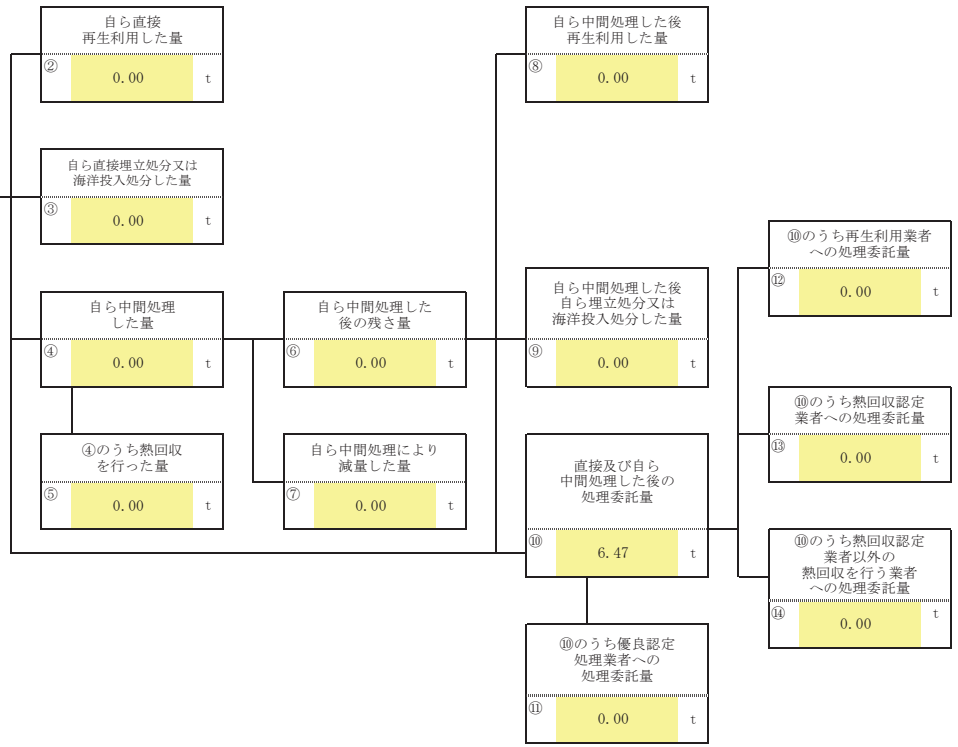 自ら直接
再生利用した量
②
0.00
t
自ら中間処理した後
再生利用した量
⑧
0.00
t
自ら直接埋立処分又は
海洋投入処分した量
③
0.00
t
⑩のうち再生利用業者
への処理委託量
⑫
0.00
t
自ら中間処理
した量
④
0.00
t
自ら中間処理した
後の残さ量
⑥
0.00
t
自ら中間処理した後
自ら埋立処分又は
海洋投入処分した量
⑨
0.00
t
⑩のうち熱回収認定
業者への処理委託量
⑬
0.00
t
④のうち熱回収
を行った量
⑤
0.00
t
自ら中間処理により
減量した量
⑦
0.00
t
直接及び自ら
中間処理した後の
処理委託量
⑩
6.47
t
⑩のうち熱回収認定
業者以外の
熱回収を行う業者
への処理委託量
⑭
0.00
t
⑩のうち優良認定
処理業者への
処理委託量
⑪
0.00
t